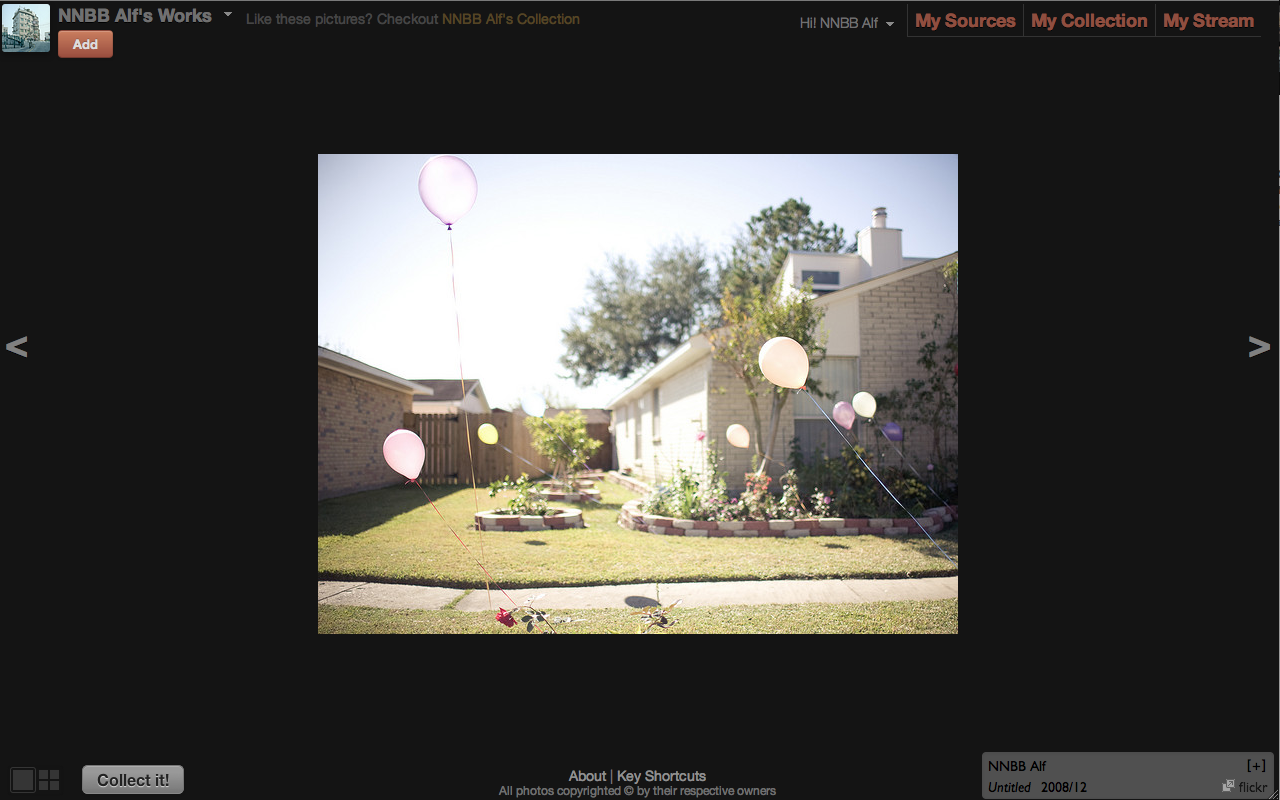 NNBB Alf's Works
Like these pictures? Checkout NNBB Alf's Collection
Hi! NNBB Alf
My Sources
My Collection
My Stream
Add
<
>
Collect it!
About | Key Shortcuts
All photos copyrighted © by their respective owners
NNBB Alf [+]
Untitled 2008/12 flickr